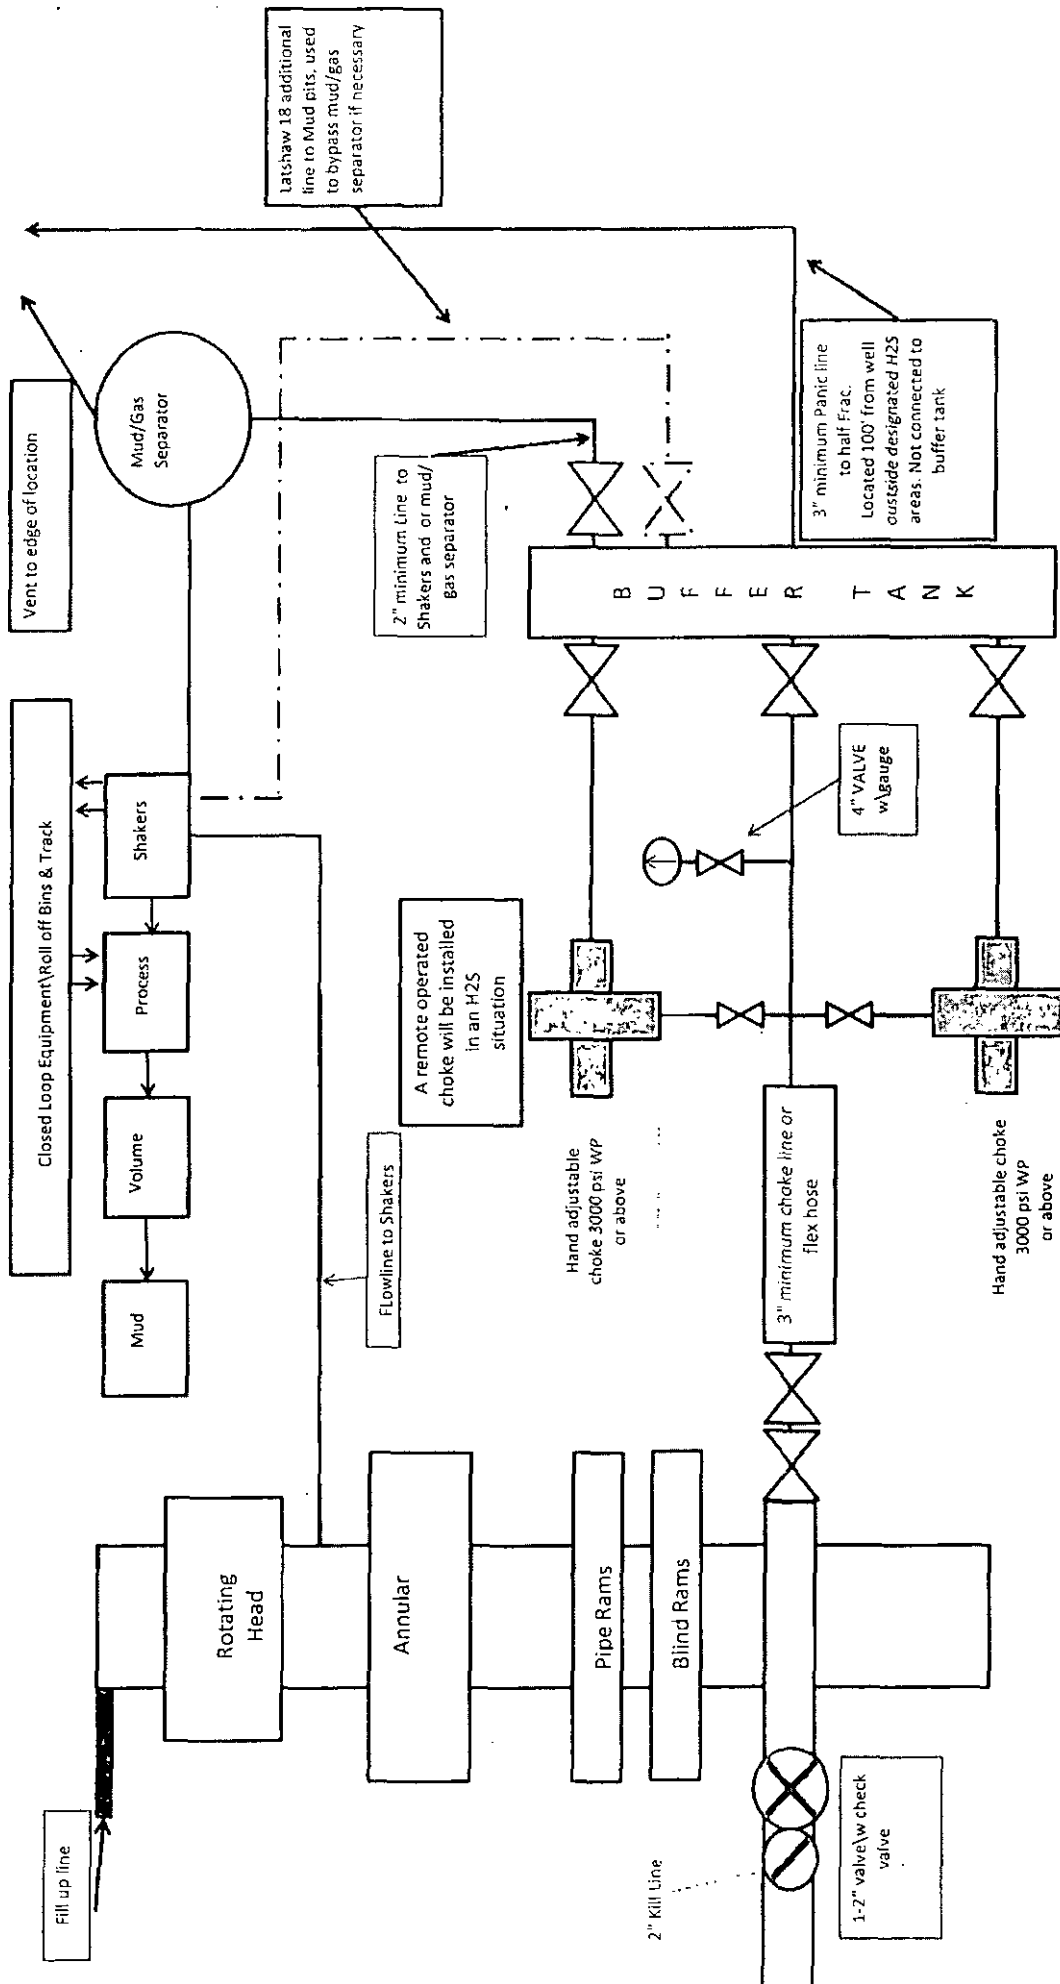 Fill up line
Rotating
Head
Annular
Pipe Rams
Blind Rams
2" Kill Line
1-2" valve\w check
valve
Closed Loop Equipment\Roll off Bins & Track
Mud
Volume
Process
Shakers
FLowline to Shakers
Vent to edge of location
Mud/Gas
Separator
Latshaw 18 additional
line to Mud pits, used
to bypass mud/gas
separator if necessary
2" minimum Line to
Shakers and or mud/
gas separator
A remote operated
choke will be installed
in an H2S
situation
Hand adjustable
choke 3000 psi WP
or above
3" minimum choke line or
flex hose
4" VALVE
w\gauge
Hand adjustable choke
3000 psi WP
or above
BUFFER TANK
3" minimum Panic line
to half Frac.
Located 100' from well
oustside designated H2S
areas. Not connected to
buffer tank